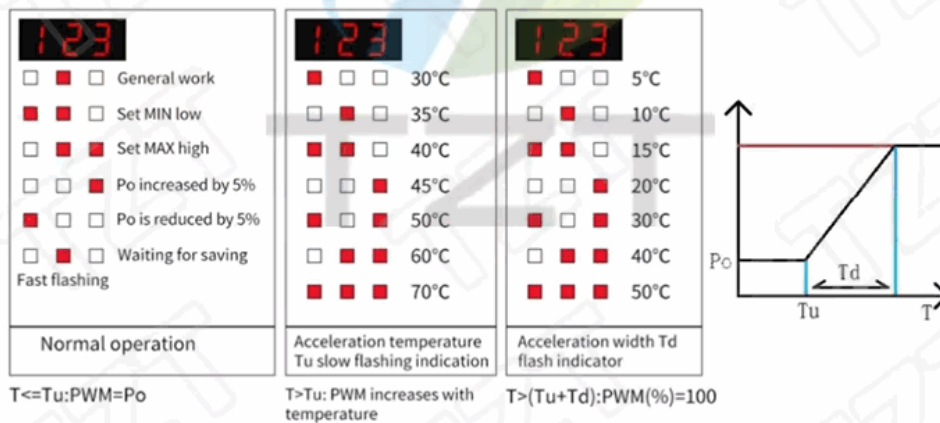 123
General work
Set MIN low
Set MAX high
Po increased by 5%
Po is reduced by 5%
Waiting for saving
Fast flashing
Normal operation
T<=Tu:PWM=Po
123
30°C
35°C
40°C
45°C
50°C
60°C
70°C
Acceleration temperature
Tu slow flashing indication
T>Tu: PWM increases with
temperature
123
5°C
10°C
15°C
20°C
30°C
40°C
50°C
Acceleration width Td
flash indicator
T>(Tu+Td):PWM(%)=100
Po
Td
Tu
T
TZT